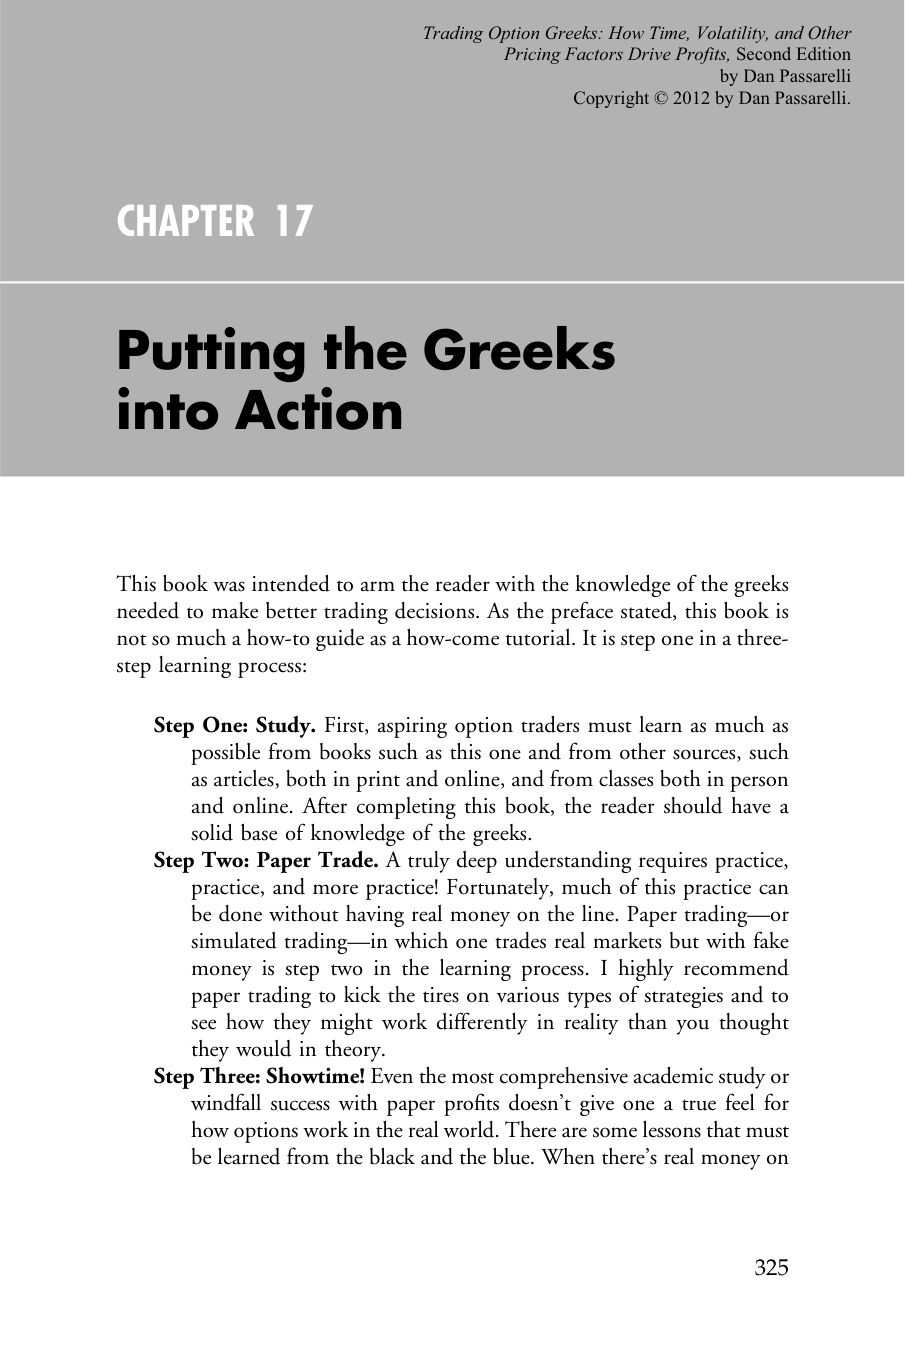 Trading Option Greeks: How Time, Volatility, and Other
Pricing Factors Drive Profits, Second Edition
by Dan Passarelli
Copyright © 2012 by Dan Passarelli.
CHAPTER 17
Putting the Greeks
into Action
This book was intended to arm the reader with the knowledge of the greeks
needed to make better trading decisions. As the preface stated, this book is
not so much a how-to guide as a how-come tutorial. It is step one in a three-
step learning process:
Step One: Study. First, aspiring option traders must learn as much as
possible from books such as this one and from other sources, such
as articles, both in print and online, and from classes both in person
and online. After completing this book, the reader should have a
solid base of knowledge of the greeks.
Step Two: Paper Trade. A truly deep understanding requires practice,
practice, and more practice! Fortunately, much of this practice can
be done without having real money on the line. Paper trading—or
simulated trading—in which one trades real markets but with fake
money is step two in the learning process. I highly recommend
paper trading to kick the tires on various types of strategies and to
see how they might work differently in reality than you thought
they would in theory.
Step Three: Showtime! Even the most comprehensive academic study or
windfall success with paper profits doesn’t give one a true feel for
how options work in the real world. There are some lessons that must
be learned from the black and the blue. When there’s real money on
325